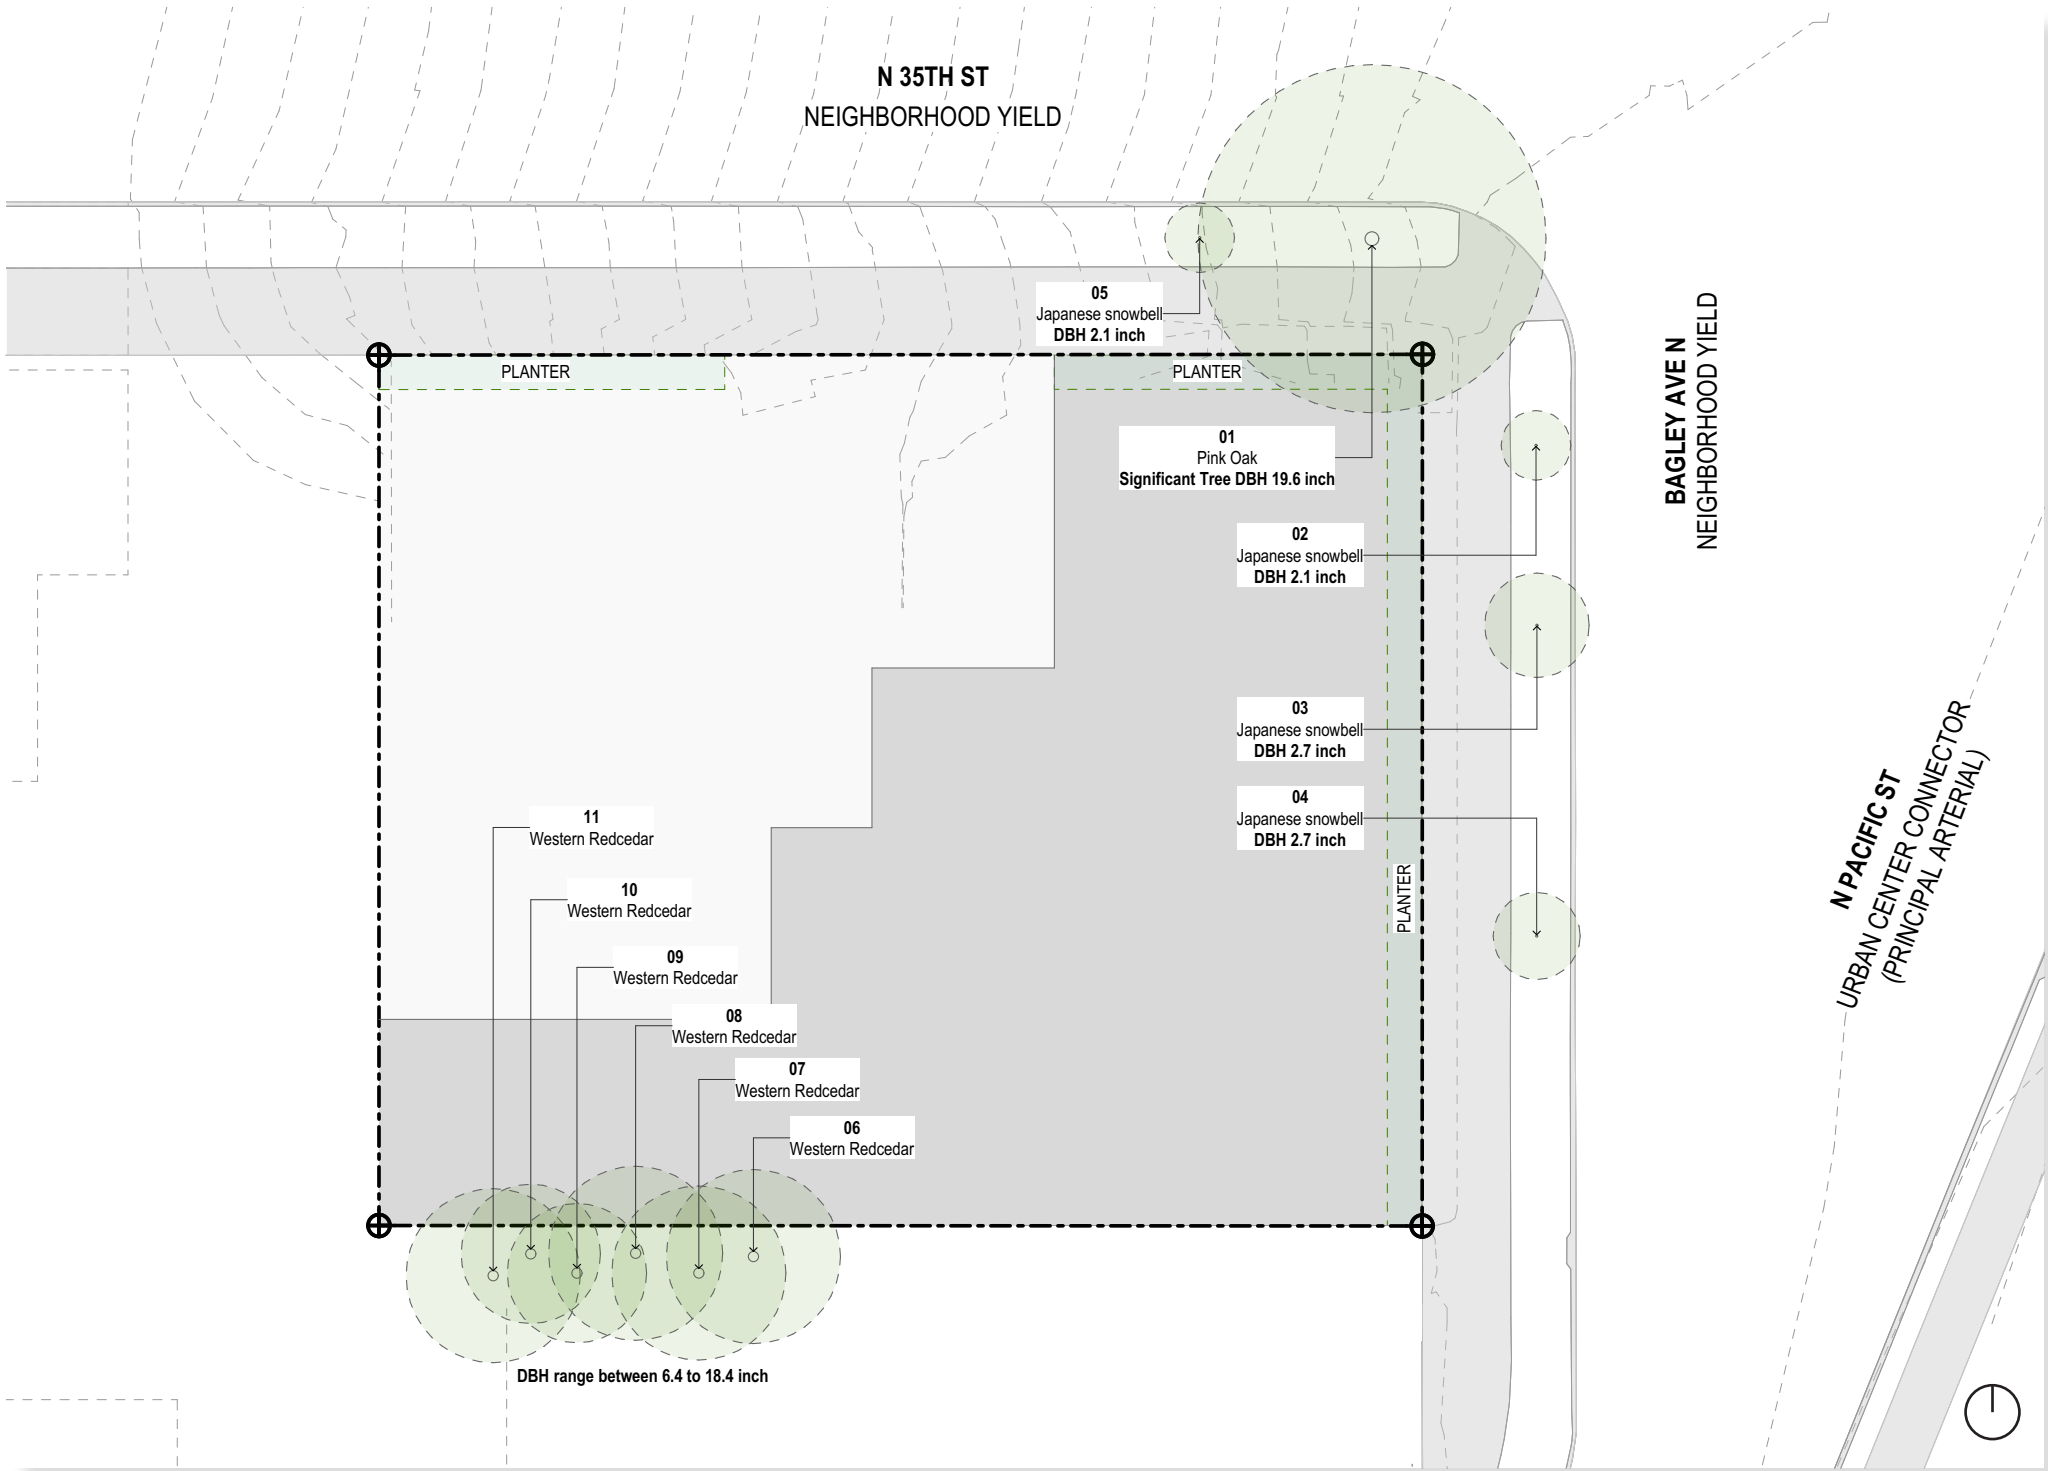 N 35TH ST
NEIGHBORHOOD YIELD
05
Japanese snowbell
DBH 2.1 inch
PLANTER
PLANTER
01
Pink Oak
Significant Tree DBH 19.6 inch
BAGLEY AVE N
NEIGHBORHOOD YIELD
02
Japanese snowbell
DBH 2.1 inch
03
Japanese snowbell
DBH 2.7 inch
04
Japanese snowbell
DBH 2.7 inch
PLANTER
N PACIFIC ST
URBAN CENTER CONNECTOR
(PRINCIPAL ARTERIAL)
11
Western Redcedar
10
Western Redcedar
09
Western Redcedar
08
Western Redcedar
07
Western Redcedar
06
Western Redcedar
DBH range between 6.4 to 18.4 inch